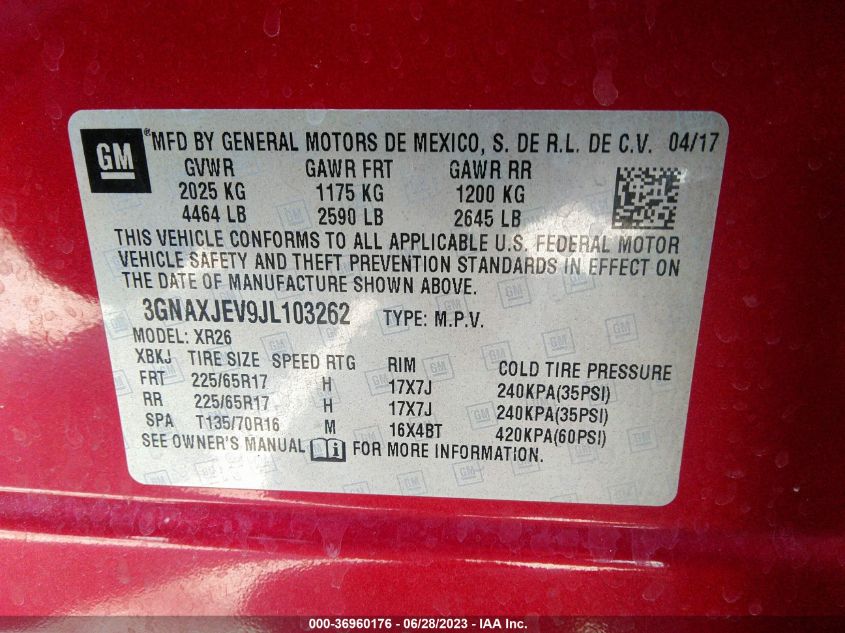 GM ® MFD BY GENERAL MOTORS DE MEXICO, S. DE R.L. DE C.V. 04/17
GVWR GAWR FRT GAWR RR
2025 KG 1175 KG 1200 KG
4464 LB 2590 LB 2645 LB
THIS VEHICLE CONFORMS TO ALL APPLICABLE U.S. FEDERAL MOTOR
VEHICLE SAFETY AND THEFT PREVENTION STANDARDS IN EFFECT ON
THE DATE OF MANUFACTURE SHOWN ABOVE.
3GNAXJEV9JL103262 TYPE: M.P.V.
MODEL: XR26
XBKJ TIRE SIZE SPEED RTG RIM COLD TIRE PRESSURE
FRT 225/65R17 H 17X7J 240KPA(35PSI)
RR 225/65R17 H 17X7J 240KPA(35PSI)
SPA T135/70R16 M 16X4BT 420KPA(60PSI)
SEE OWNER'S MANUAL FOR MORE INFORMATION.
000-36960176 - 06/28/2023 - IAA Inc.